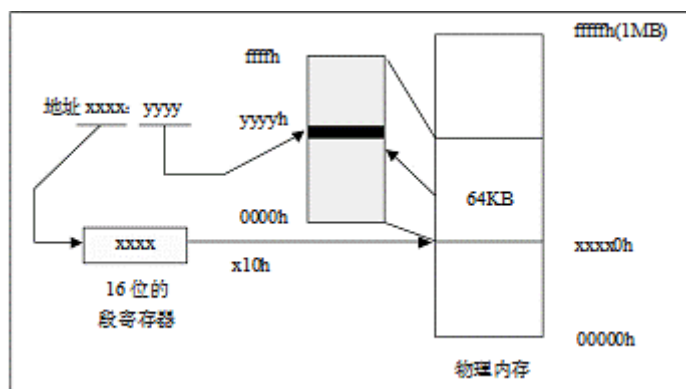 fffffh(1MB)
ffffh
地址 xxxx: yyyy
yyyyh
64KB
0000h
xxxx
xxxx0h
x10h
16 位的
段寄存器
00000h
物理内存